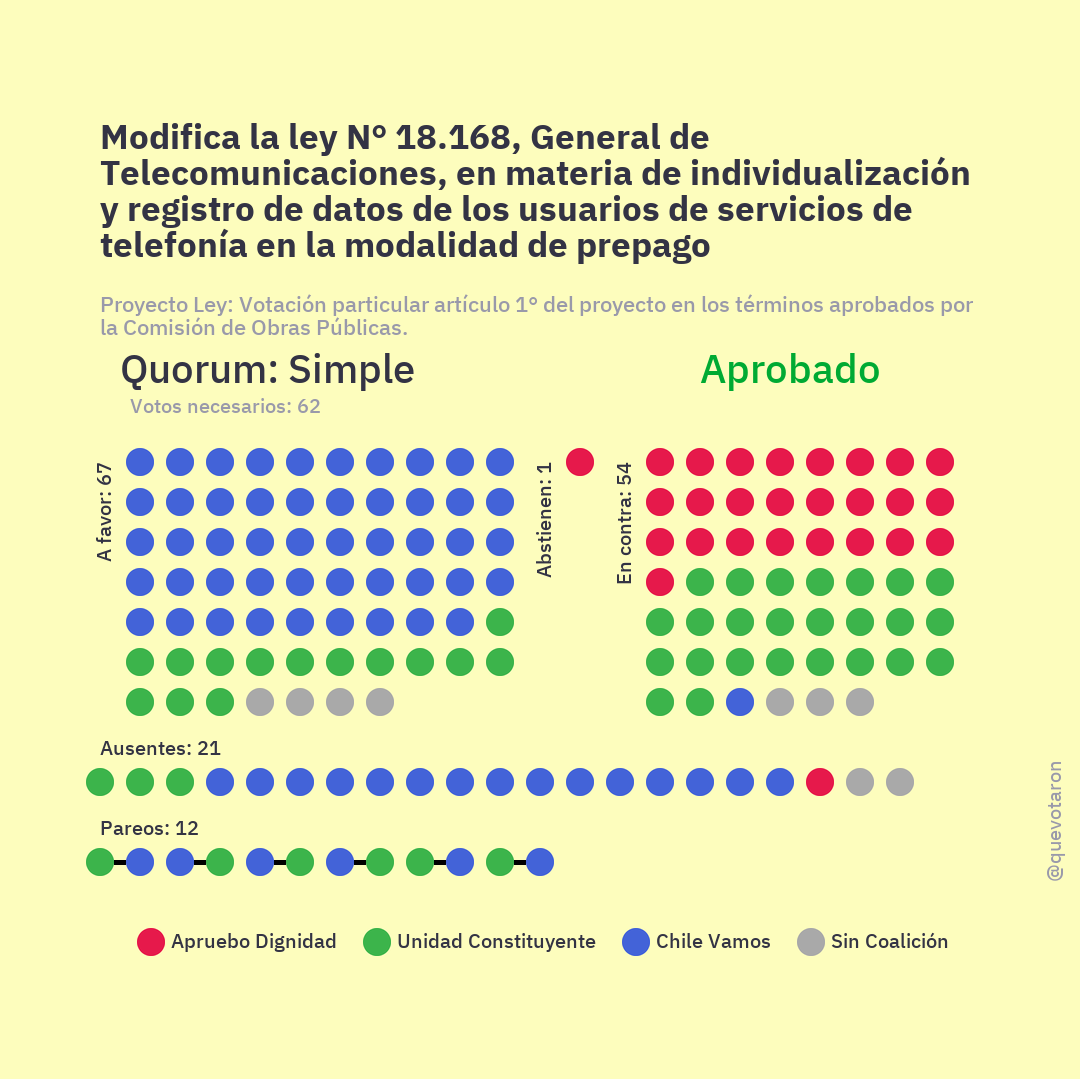 Modifica la ley N° 18.168, General de
Telecomunicaciones, en materia de individualización
y registro de datos de los usuarios de servicios de
telefonía en la modalidad de prepago
Proyecto Ley: Votación particular artículo 1° del proyecto en los términos aprobados por
la Comisión de Obras Públicas.
Quorum: Simple
Aprobado
Votos necesarios: 62
A favor: 67
Abstienen: 1
En contra: 54
Ausentes: 21
Pareos: 12
@quevotaron
Apruebo Dignidad
Unidad Constituyente
Chile Vamos
Sin Coalición